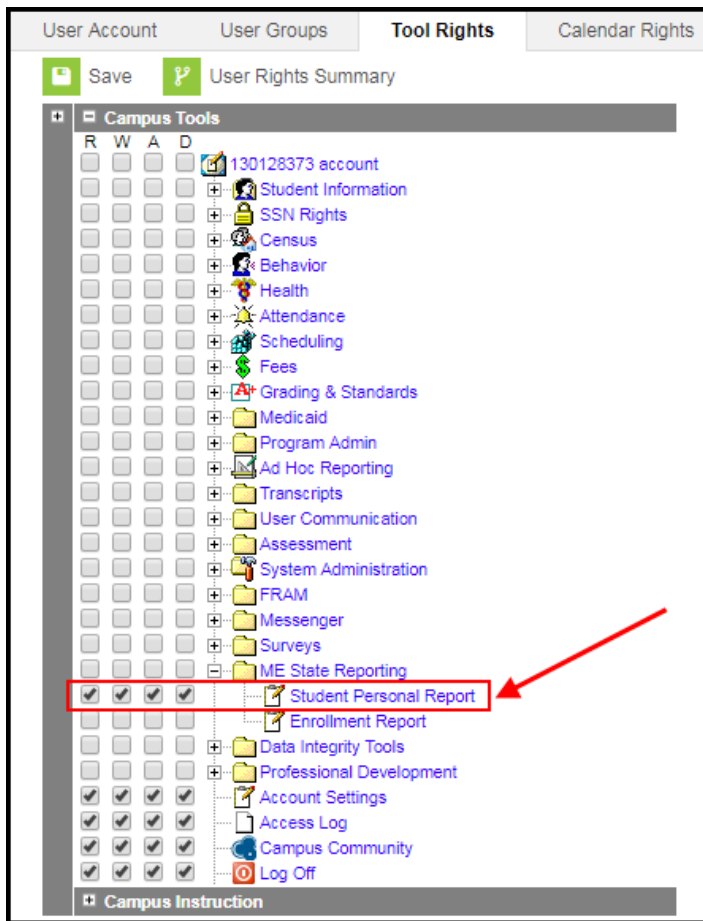 User Account User Groups Tool Rights Calendar Rights
Save User Rights Summary
Campus Tools
R W A D
130128373 account
Student Information
SSN Rights
Census
Behavior
Health
Attendance
Scheduling
Fees
Grading & Standards
Medicaid
Program Admin
Ad Hoc Reporting
Transcripts
User Communication
Assessment
System Administration
FRAM
Messenger
Surveys
ME State Reporting
Student Personal Report
Enrollment Report
Data Integrity Tools
Professional Development
Account Settings
Access Log
Campus Community
Log Off
Campus Instruction